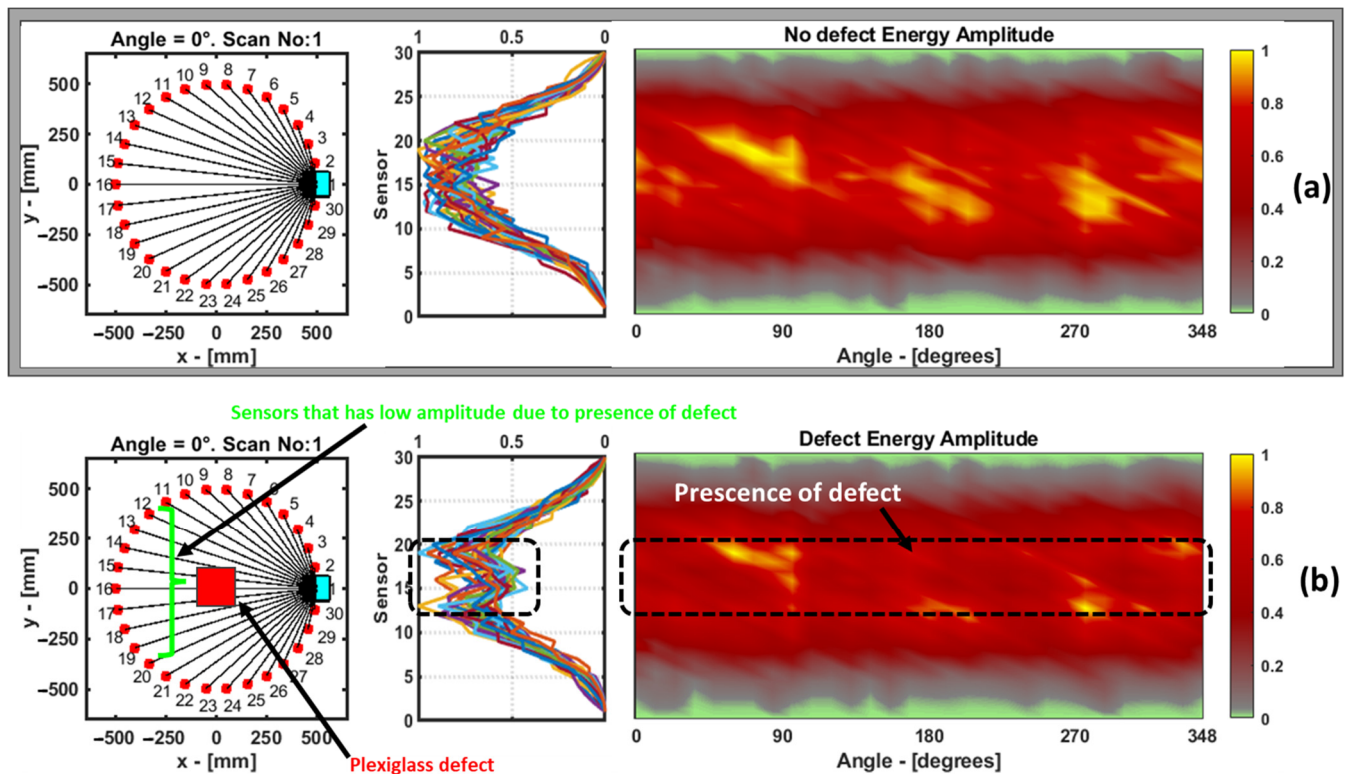 Angle = 0°. Scan No:1
500
250
0
−250
−500
y - [mm]
−500 −250 0 250 500
x - [mm]
1 2 3 4 5 6 7 8 9 10 11 12 13 14 15 16 17 18 19 20 21 22 23 24 25 26 27 28 29 30
1 0.5 0
30
25
20
15
10
5
0
Sensor
No defect Energy Amplitude
0 90 180 270 348
Angle - [degrees]
1
0.8
0.6
0.4
0.2
0
(a)
Sensors that has low amplitude due to presence of defect
Angle = 0°. Scan No:1
500
250
0
−250
−500
y - [mm]
−500 −250 0 250 500
x - [mm]
1 2 3 4 5 6 7 8 9 10 11 12 13 14 15 16 17 18 19 20 21 22 23 24 25 26 27 28 29 30
Plexiglass defect
1 0.5 0
30
25
20
15
10
5
0
Sensor
Defect Energy Amplitude
Prescence of defect
0 90 180 270 348
Angle - [degrees]
1
0.8
0.6
0.4
0.2
0
(b)